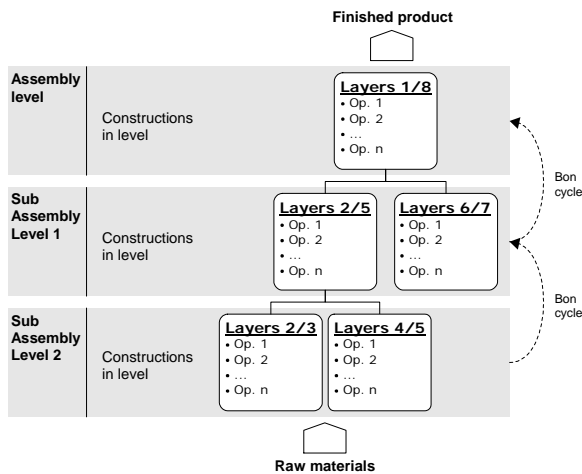 Finished product
Assembly
level
Constructions
in level
Layers 1/8
• Op. 1
• Op. 2
• ...
• Op. n
Bon
cycle
Sub
Assembly
Level 1
Constructions
in level
Layers 2/5
• Op. 1
• Op. 2
• ...
• Op. n
Layers 6/7
• Op. 1
• Op. 2
• ...
• Op. n
Bon
cycle
Sub
Assembly
Level 2
Constructions
in level
Layers 2/3
• Op. 1
• Op. 2
• ...
• Op. n
Layers 4/5
• Op. 1
• Op. 2
• ...
• Op. n
Raw materials